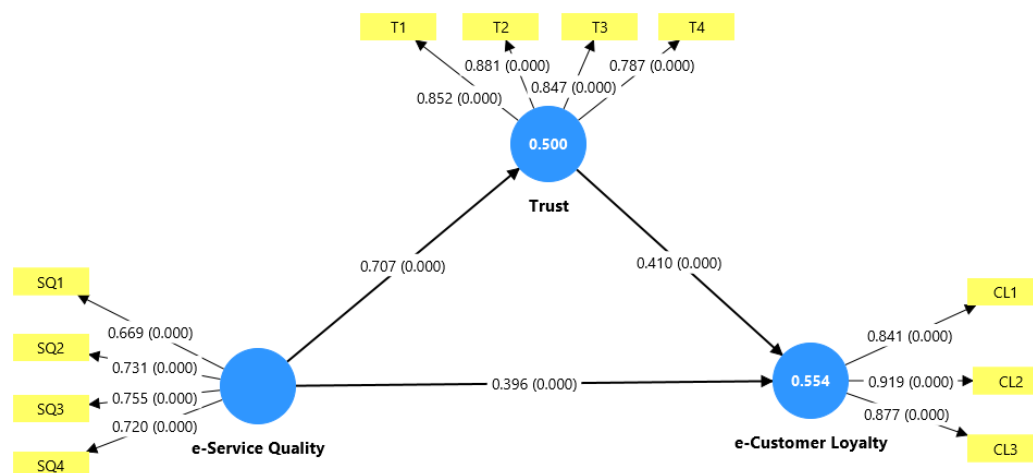 T1
T2
T3
T4
0.881 (0.000)
0.787 (0.000)
0.847 (0.000)
0.852 (0.000)
0.500
Trust
0.707 (0.000)
0.410 (0.000)
SQ1
CL1
0.669 (0.000)
0.841 (0.000)
SQ2
0.731 (0.000)
0.396 (0.000)
0.554
0.919 (0.000)
CL2
0.755 (0.000)
SQ3
0.877 (0.000)
0.720 (0.000)
e-Service Quality
e-Customer Loyalty
CL3
SQ4